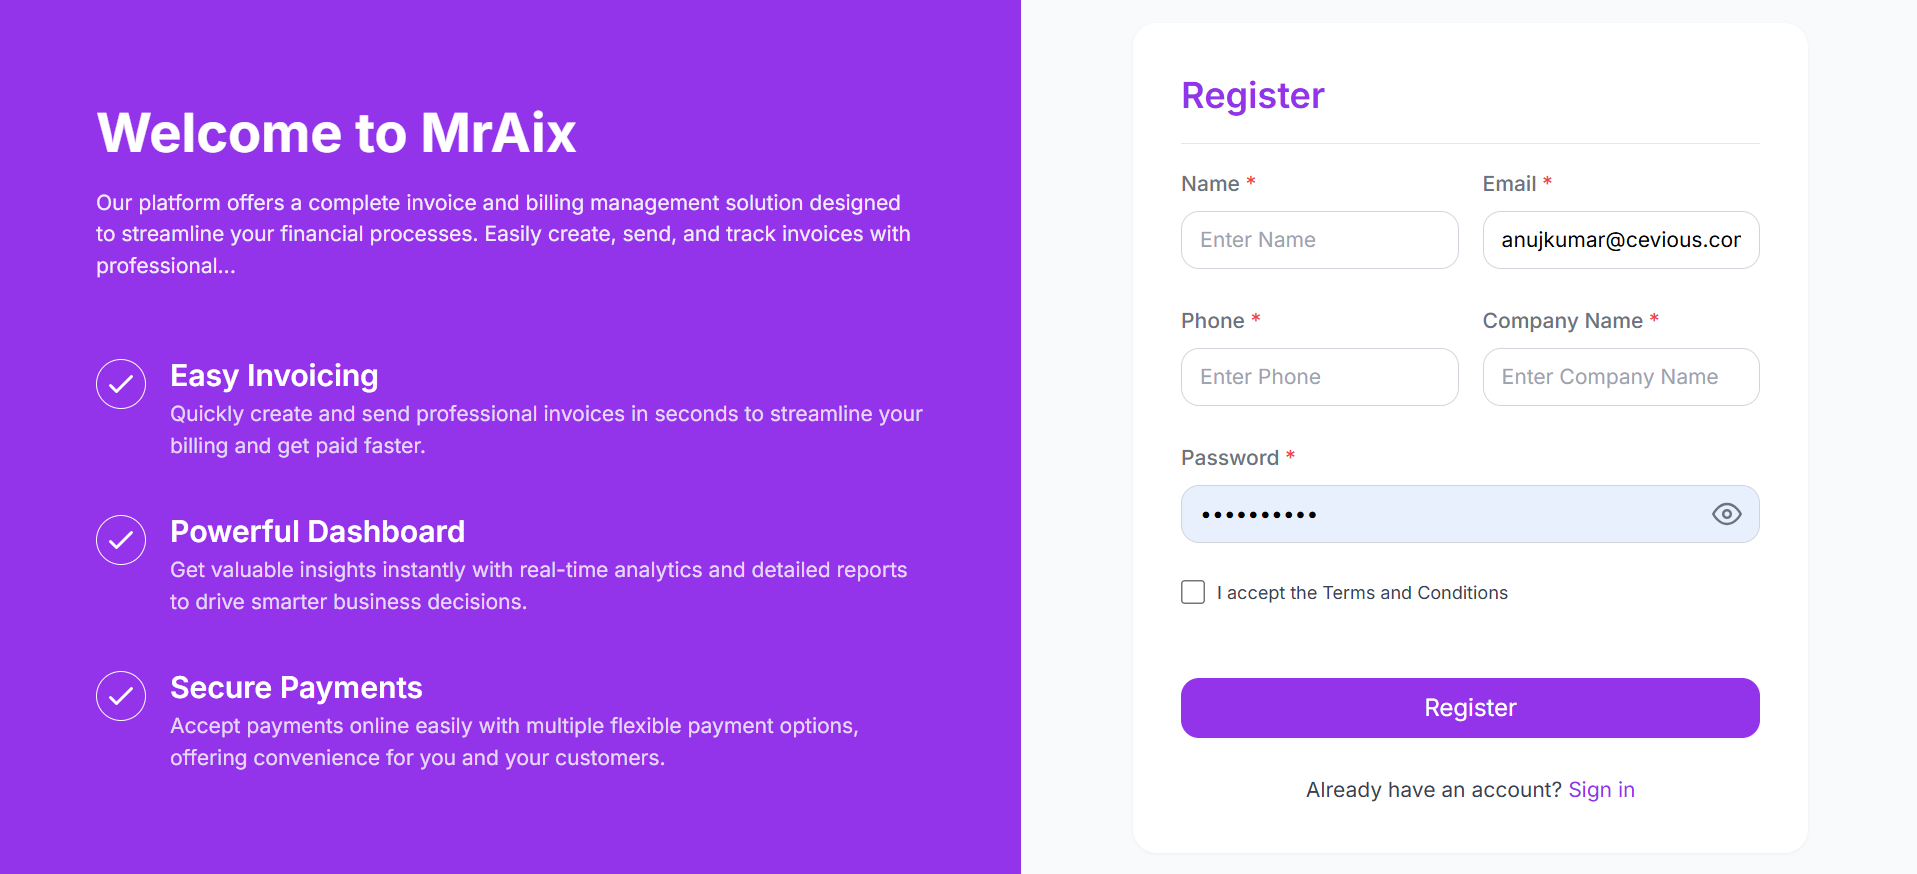 Welcome to MrAix
Our platform offers a complete invoice and billing management solution designed
to streamline your financial processes. Easily create, send, and track invoices with
professional...
Easy Invoicing
Quickly create and send professional invoices in seconds to streamline your
billing and get paid faster.
Powerful Dashboard
Get valuable insights instantly with real-time analytics and detailed reports
to drive smarter business decisions.
Secure Payments
Accept payments online easily with multiple flexible payment options,
offering convenience for you and your customers.
Register
Name *
Email *
Enter Name
anujkumar@cevious.com
Phone *
Company Name *
Enter Phone
Enter Company Name
Password *
••••••••••
I accept the Terms and Conditions
Register
Already have an account? Sign in